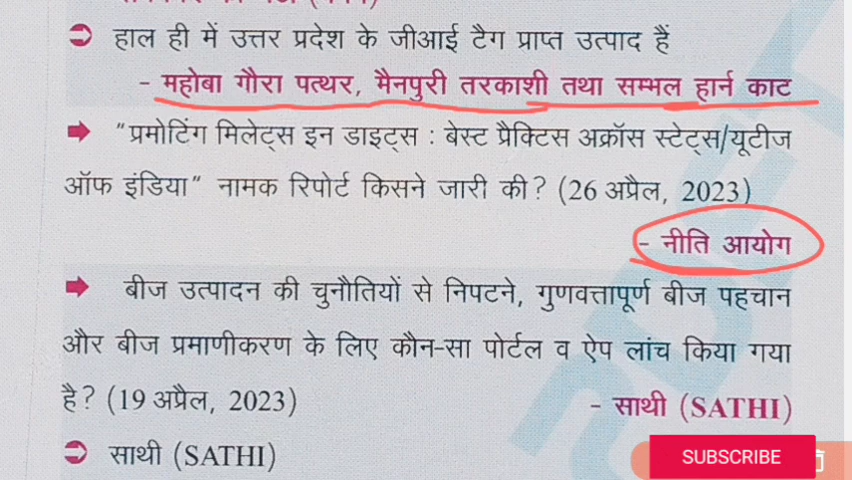 हाल ही में उत्तर प्रदेश के जीआई टैग प्राप्त उत्पाद हैं
- महोबा गौरा पत्थर, मैनपुरी तरकाशी तथा सम्भल हार्न काट
"प्रमोटिंग मिलेट्स इन डाइट्स : बेस्ट प्रैक्टिस अक्रॉस स्टेट्स/यूटीज
ऑफ इंडिया" नामक रिपोर्ट किसने जारी की? (26 अप्रैल, 2023)
- नीति आयोग
बीज उत्पादन की चुनौतियों से निपटने, गुणवत्तापूर्ण बीज पहचान
और बीज प्रमाणीकरण के लिए कौन-सा पोर्टल व ऐप लांच किया गया
है? (19 अप्रैल, 2023) - साथी (SATHI)
साथी (SATHI)
SUBSCRIBE